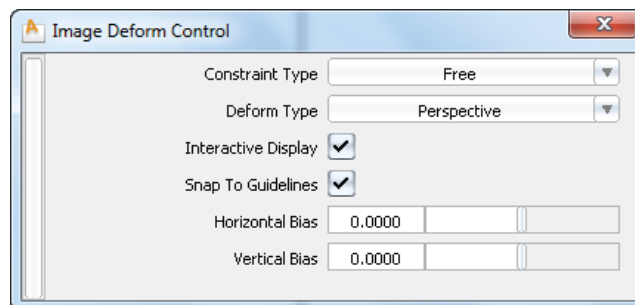 Image Deform Control
Constraint Type Free
Deform Type Perspective
Interactive Display
Snap To Guidelines
Horizontal Bias 0.0000
Vertical Bias 0.0000